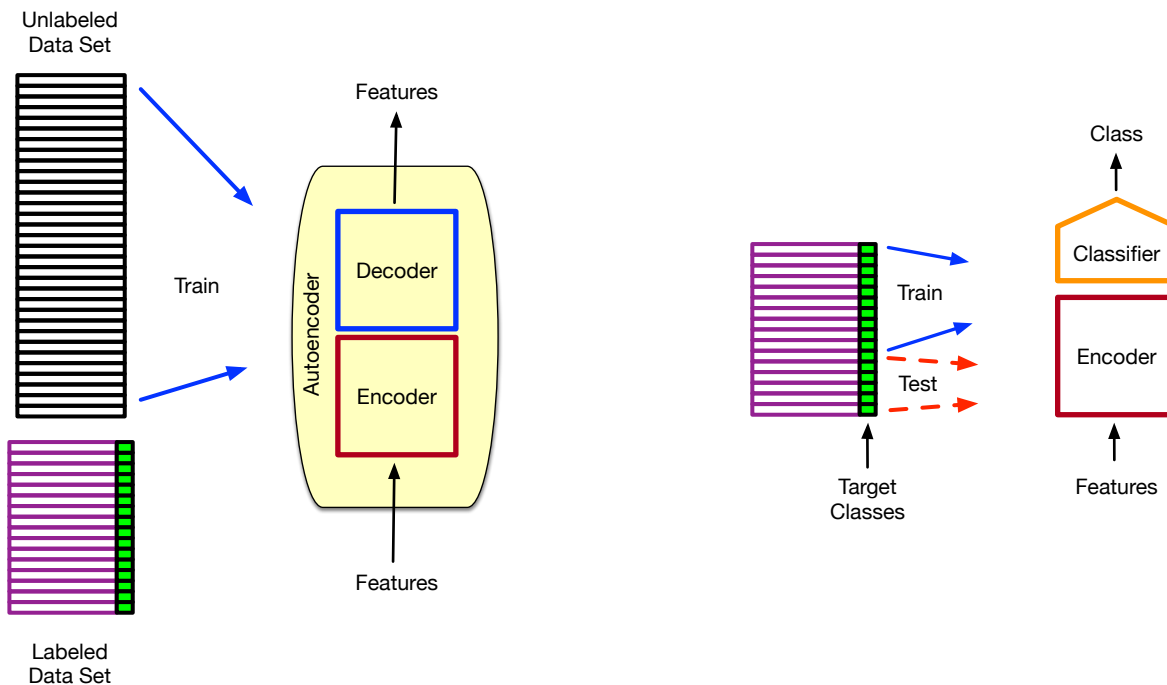 Unlabeled
Data Set
Features
Train
Autoencoder
Decoder
Encoder
Features
Labeled
Data Set
Class
Classifier
Train
Encoder
Test
Target
Classes
Features